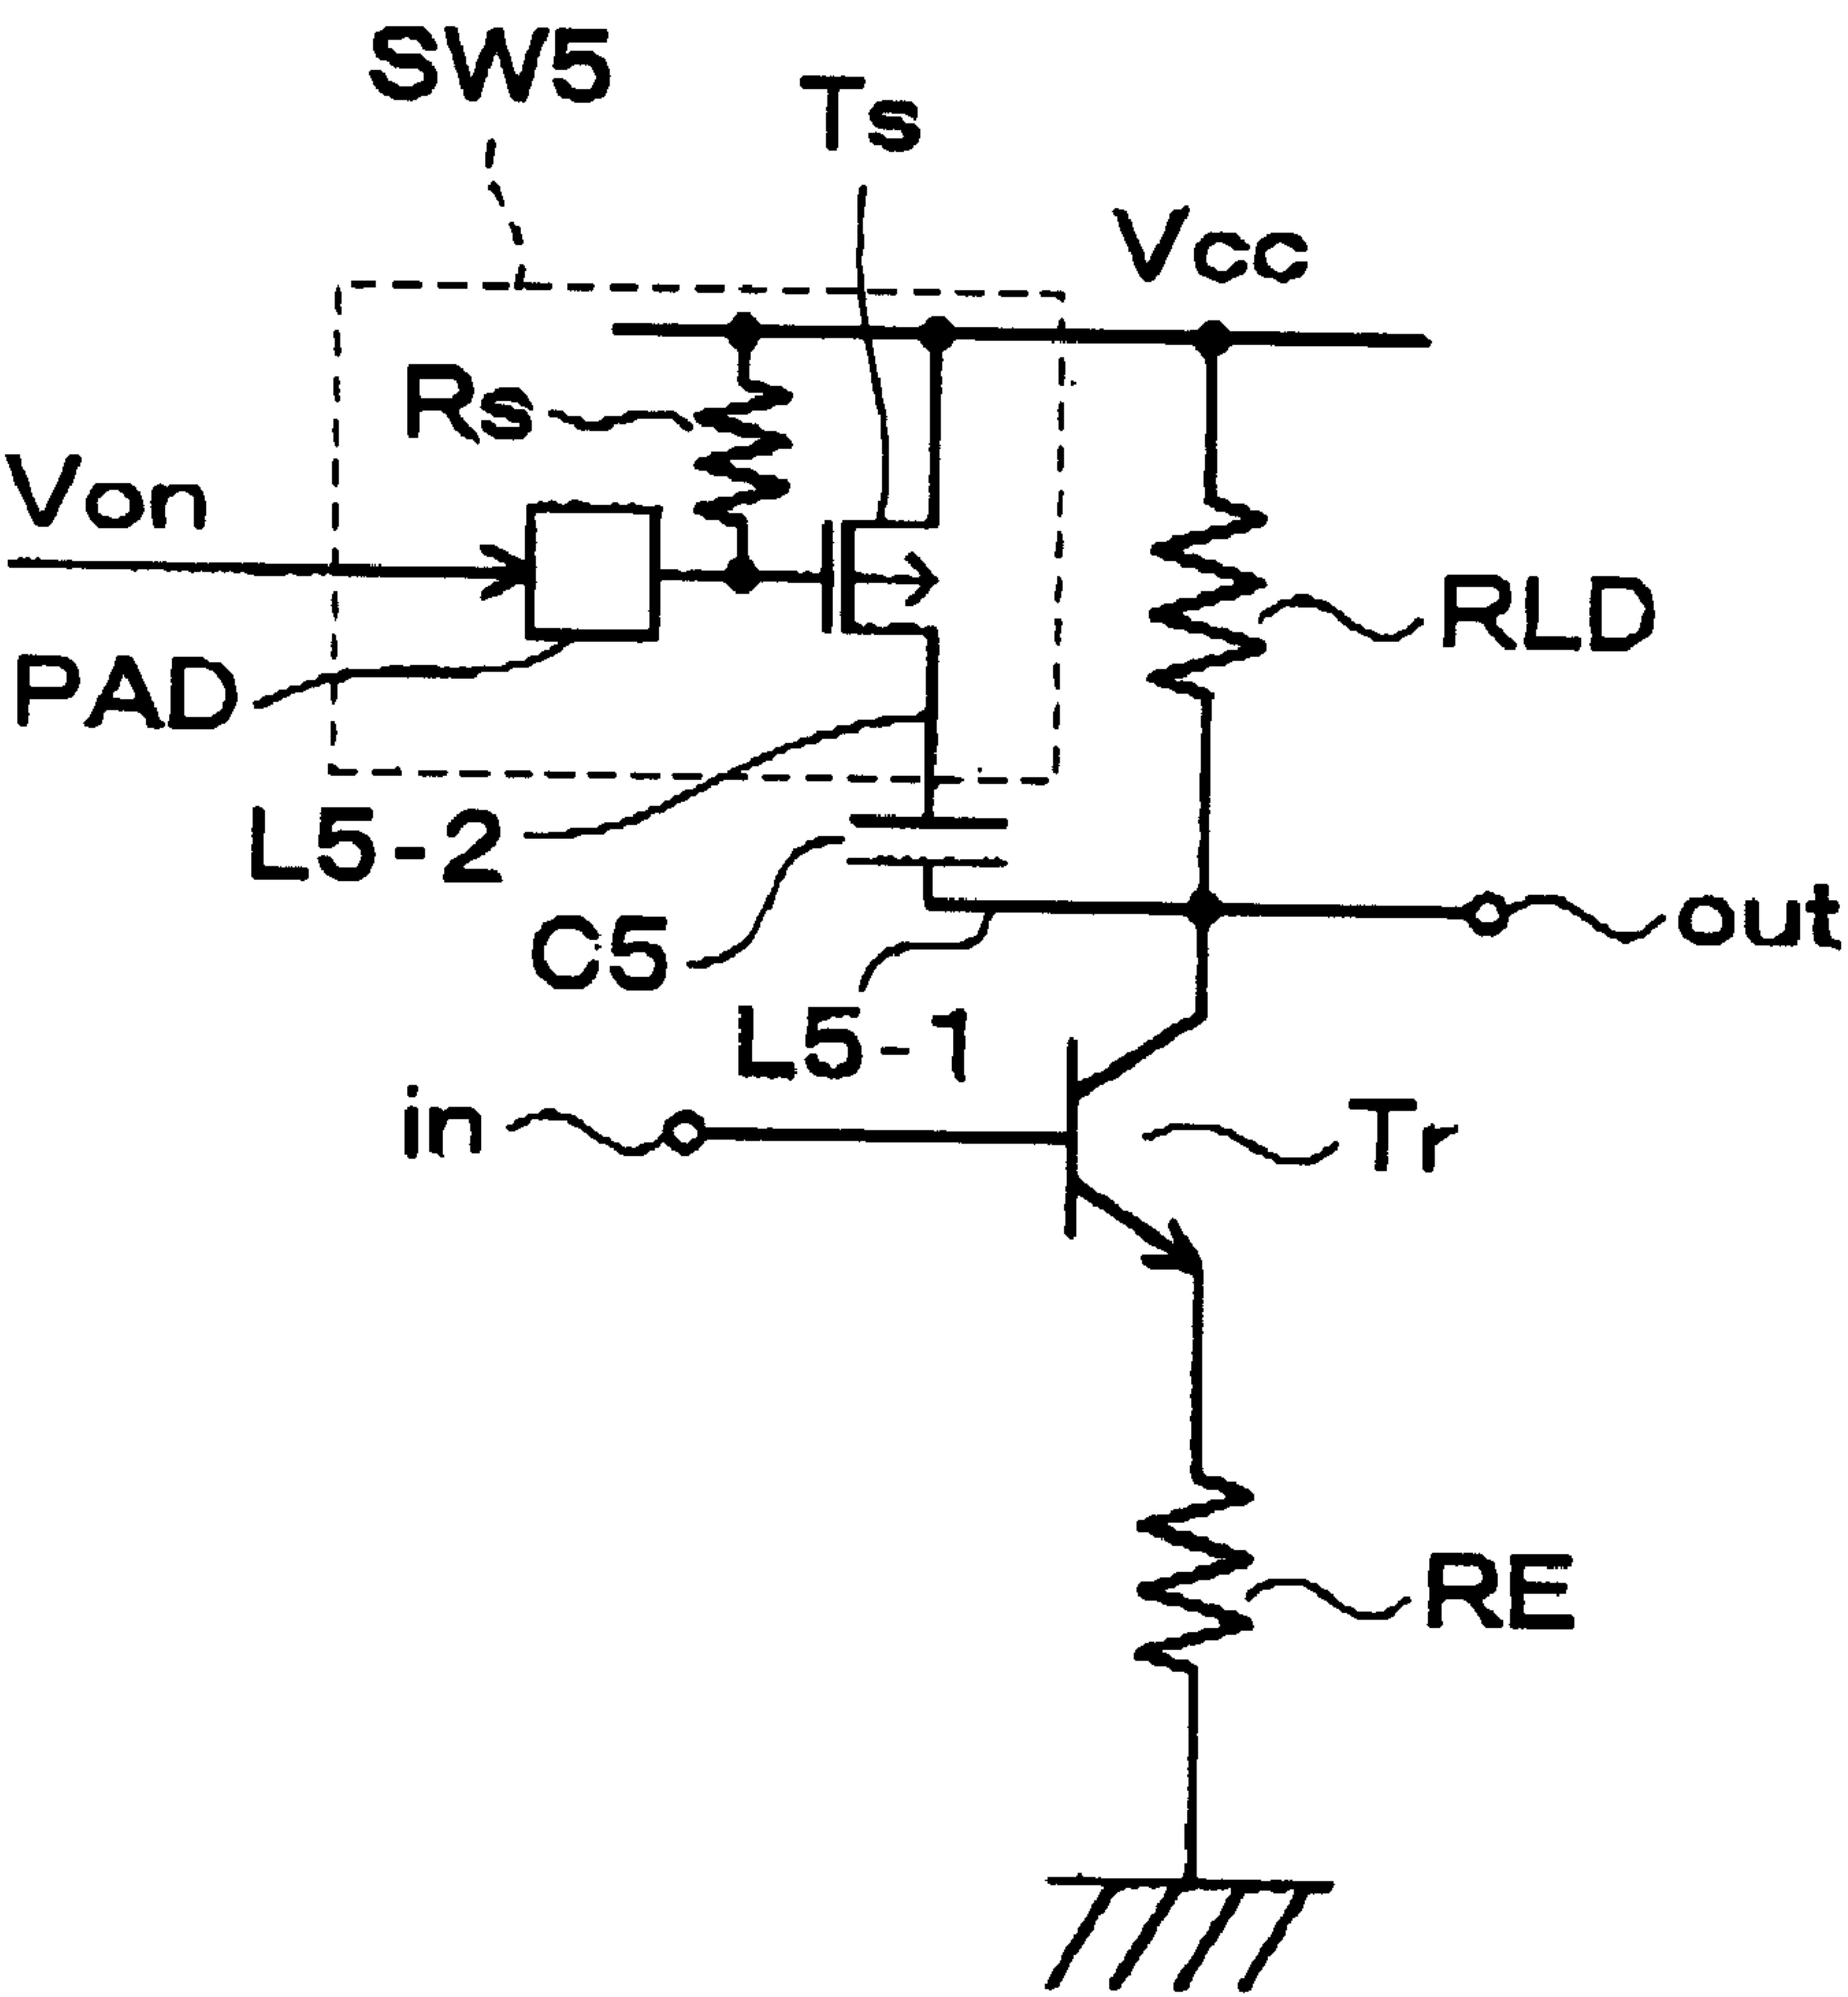 SW5
Ts
Vcc
Rs
Von
RLD
PAD
L5-2
out
C5
L5-1
in
Tr
RE